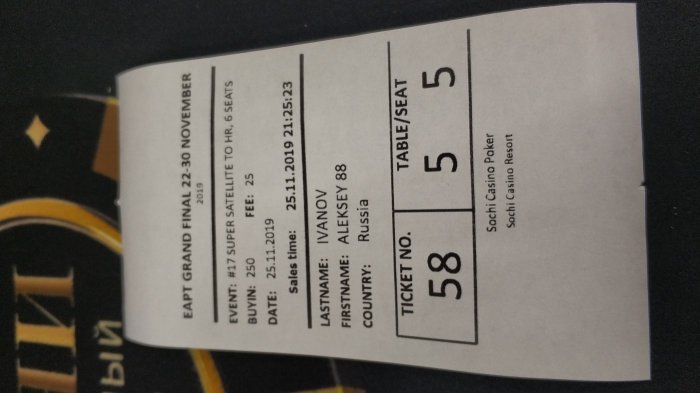 EAPT GRAND FINAL 22-30 NOVEMBER
2019
EVENT: #17 SUPER SATELLITE TO HR, 6 SEATS
BUYIN: 250 FEE: 25
DATE: 25.11.2019
Sales time: 25.11.2019 21:25:23
LASTNAME: IVANOV
FIRSTNAME: ALEKSEY 88
COUNTRY: Russia
TICKET NO. TABLE/SEAT
58 5 5
Sochi Casino Poker
Sochi Casino Resort